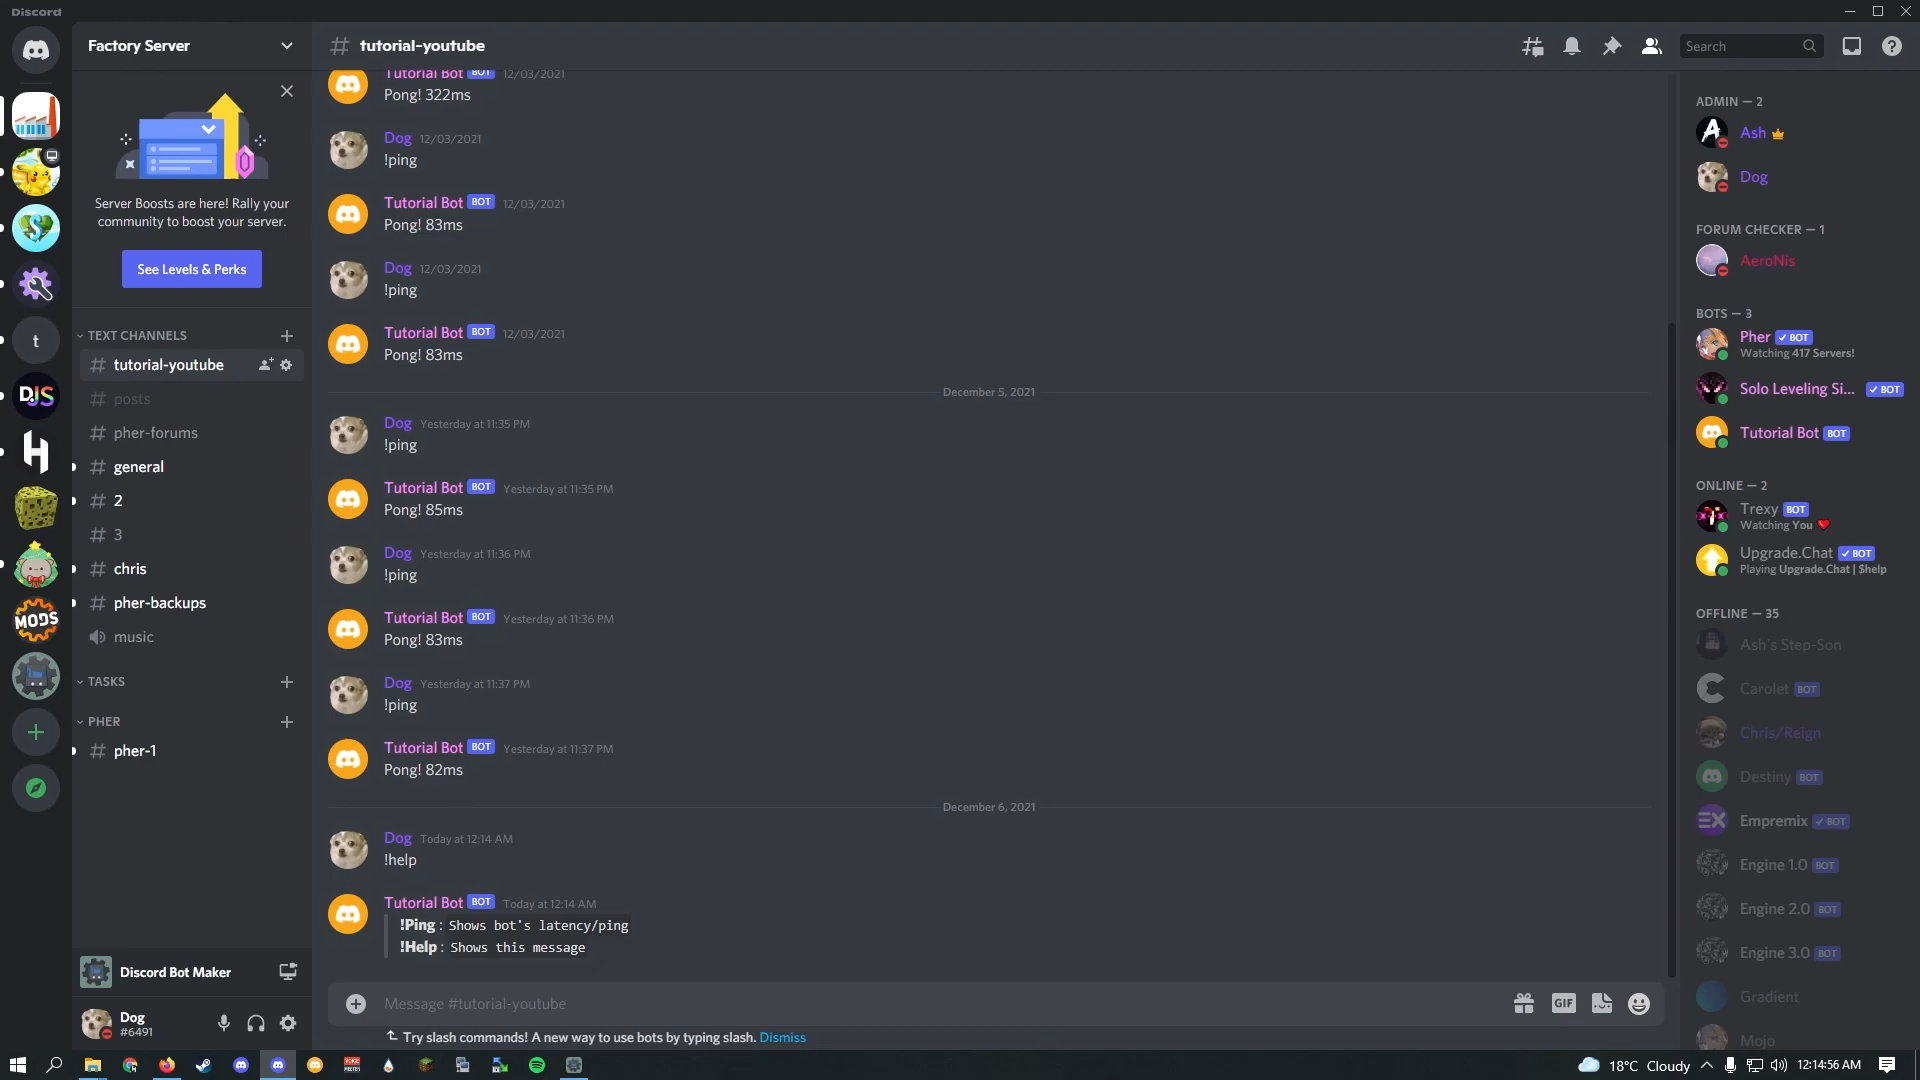 Discord
Factory Server
tutorial-youtube
Search
Server Boosts are here! Rally your
community to boost your server.
See Levels & Perks
TEXT CHANNELS
tutorial-youtube
posts
pher-forums
general
2
3
chris
pher-backups
music
TASKS
PHER
pher-1
Discord Bot Maker
Dog
#6491
Tutorial Bot BOT 12/03/2021
Pong! 322ms
Dog 12/03/2021
!ping
Tutorial Bot BOT 12/03/2021
Pong! 83ms
Dog 12/03/2021
!ping
Tutorial Bot BOT 12/03/2021
Pong! 83ms
December 5, 2021
Dog Yesterday at 11:35 PM
!ping
Tutorial Bot BOT Yesterday at 11:35 PM
Pong! 85ms
Dog Yesterday at 11:36 PM
!ping
Tutorial Bot BOT Yesterday at 11:36 PM
Pong! 83ms
Dog Yesterday at 11:37 PM
!ping
Tutorial Bot BOT Yesterday at 11:37 PM
Pong! 82ms
December 6, 2021
Dog Today at 12:14 AM
!help
Tutorial Bot BOT Today at 12:14 AM
!Ping : Shows bot's latency/ping
!Help : Shows this message
Message #tutorial-youtube
GIF
Try slash commands! A new way to use bots by typing slash. Dismiss
ADMIN — 2
Ash
Dog
FORUM CHECKER — 1
AeroNis
BOTS — 3
Pher BOT
Watching 417 Servers!
Solo Leveling Si... BOT
Tutorial Bot BOT
ONLINE — 2
Trexy BOT
Watching You
Upgrade.Chat BOT
Playing Upgrade.Chat | $help
OFFLINE — 35
Ash's Step-Son
Carolet BOT
Chris/Reign
Destiny BOT
Empremix BOT
Engine 1.0 BOT
Engine 2.0 BOT
Engine 3.0 BOT
Gradient
Mojo
S
t
DJS
H
MODS
18°C Cloudy
12:14:56 AM